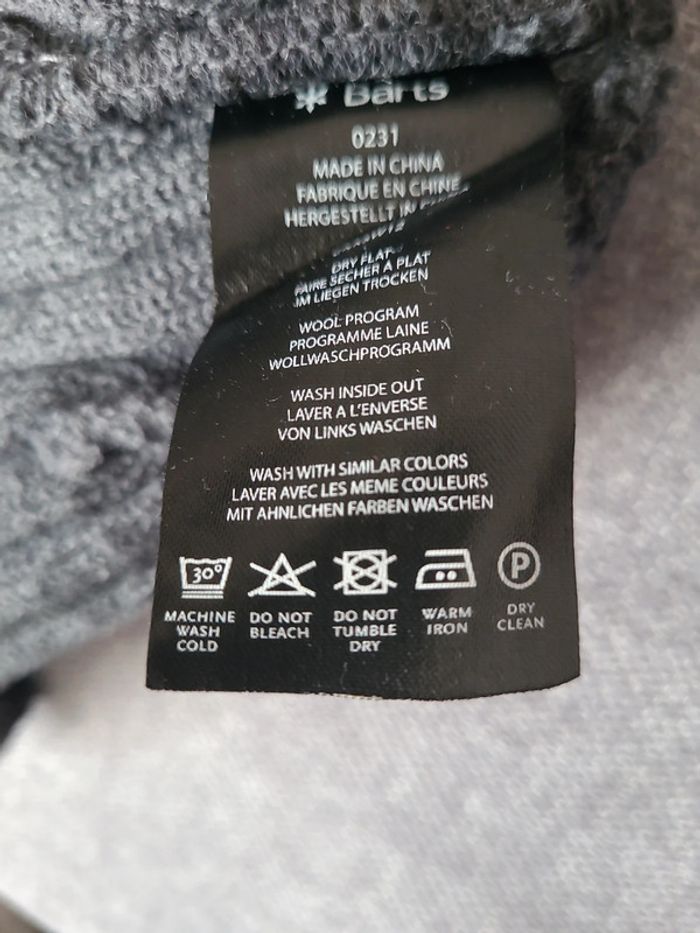 Barts
0231
MADE IN CHINA
FABRIQUE EN CHINE
HERGESTELLT IN
DRY FLAT
FAIRE SECHER A PLAT
IM LIEGEN TROCKEN
WOOL PROGRAM
PROGRAMME LAINE
WOLLWASCHPROGRAMM
WASH INSIDE OUT
LAVER A L'ENVERSE
VON LINKS WASCHEN
WASH WITH SIMILAR COLORS
LAVER AVEC LES MEME COULEURS
MIT AHNLICHEN FARBEN WASCHEN
30°
P
MACHINE WASH COLD
DO NOT BLEACH
DO NOT TUMBLE DRY
WARM IRON
DRY CLEAN